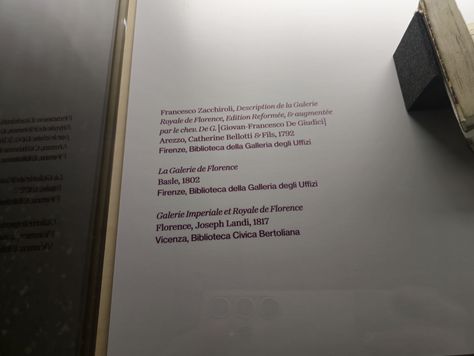 Francesco Zacchiroli, Description de la Galerie
Royale de Florence, Edition Reformée, & augmentée
par le chev. De G. [Giovan-Francesco De Giudici]
Arezzo, Catherine Bellotti & Fils, 1792
Firenze, Biblioteca della Galleria degli Uffizi
La Galerie de Florence
Basle, 1802
Firenze, Biblioteca della Galleria degli Uffizi
Galerie Imperiale et Royale de Florence
Florence, Joseph Landi, 1817
Vicenza, Biblioteca Civica Bertoliana